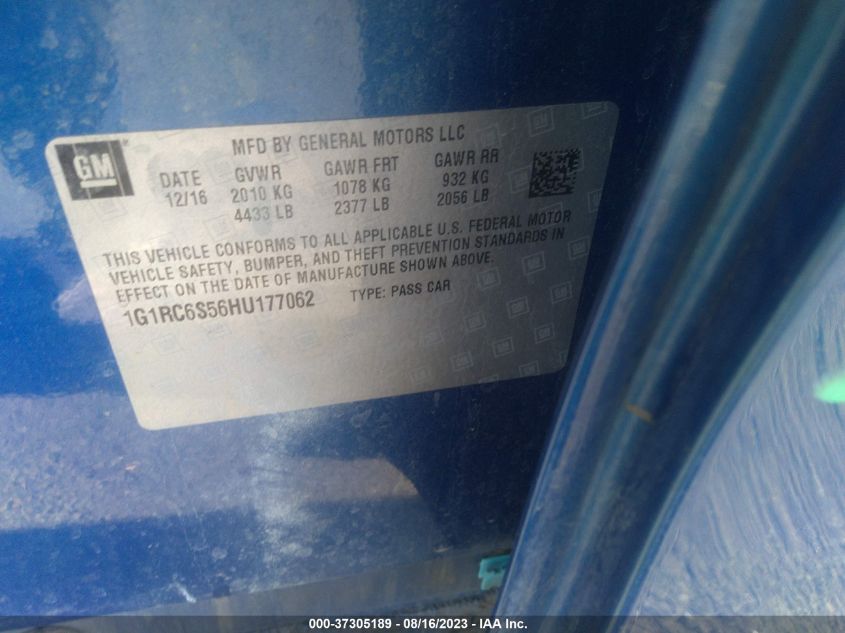 GM
MFD BY GENERAL MOTORS LLC
DATE GVWR GAWR FRT GAWR RR
12/16 2010 KG 1078 KG 932 KG
4433 LB 2377 LB 2056 LB
THIS VEHICLE CONFORMS TO ALL APPLICABLE U.S. FEDERAL MOTOR
VEHICLE SAFETY, BUMPER, AND THEFT PREVENTION STANDARDS IN
EFFECT ON THE DATE OF MANUFACTURE SHOWN ABOVE.
1G1RC6S56HU177062 TYPE: PASS CAR
000-37305189 - 08/16/2023 - IAA Inc.